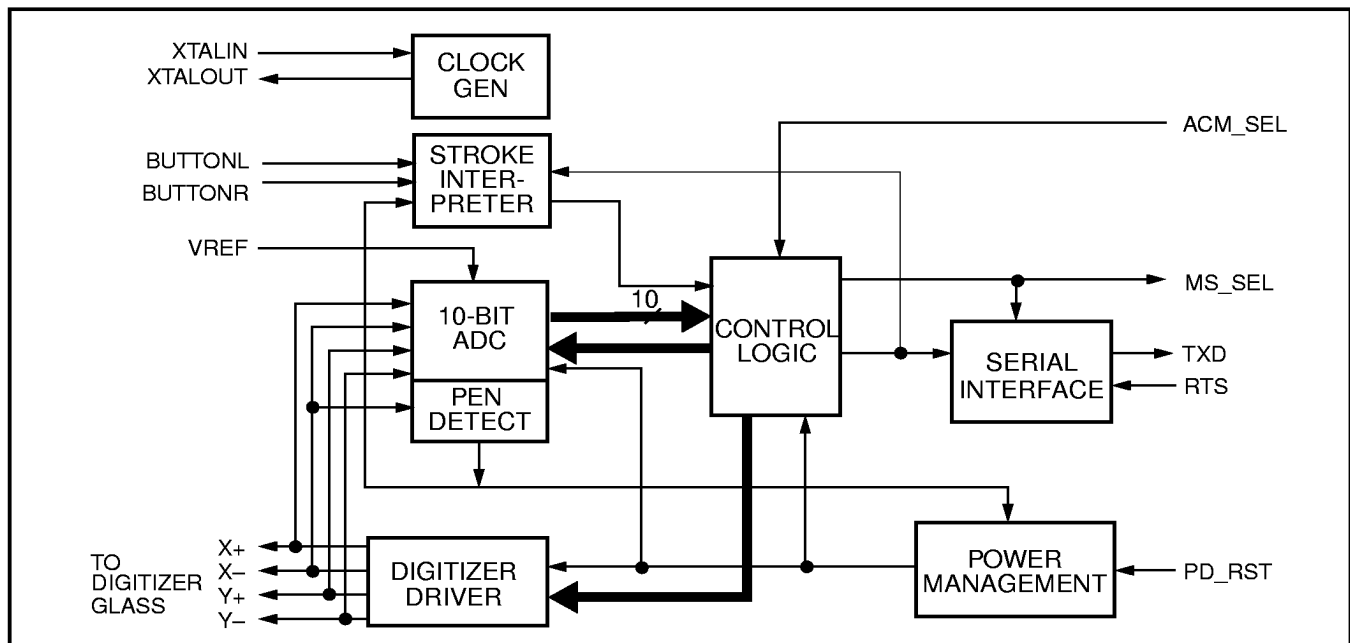 XTALIN
XTALOUT
CLOCK
GEN
ACM_SEL
BUTTONL
BUTTONR
STROKE
INTER-
PRETER
VREF
10-BIT
ADC
10
CONTROL
LOGIC
MS_SEL
SERIAL
INTERFACE
TXD
RTS
PEN
DETECT
TO
DIGITIZER
GLASS
X+
X–
Y+
Y–
DIGITIZER
DRIVER
POWER
MANAGEMENT
PD_RST